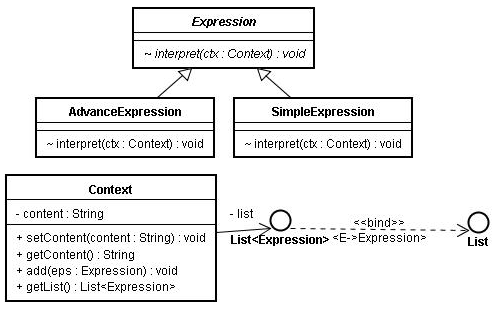 Expression
~ interpret(ctx : Context) : void
AdvanceExpression
~ interpret(ctx : Context) : void
SimpleExpression
~ interpret(ctx : Context) : void
Context
- content : String
+ setContent(content : String) : void
+ getContent() : String
+ add(eps : Expression) : void
+ getList() : List<Expression>
- list
List<Expression>
<<bind>>
<E->Expression>
List